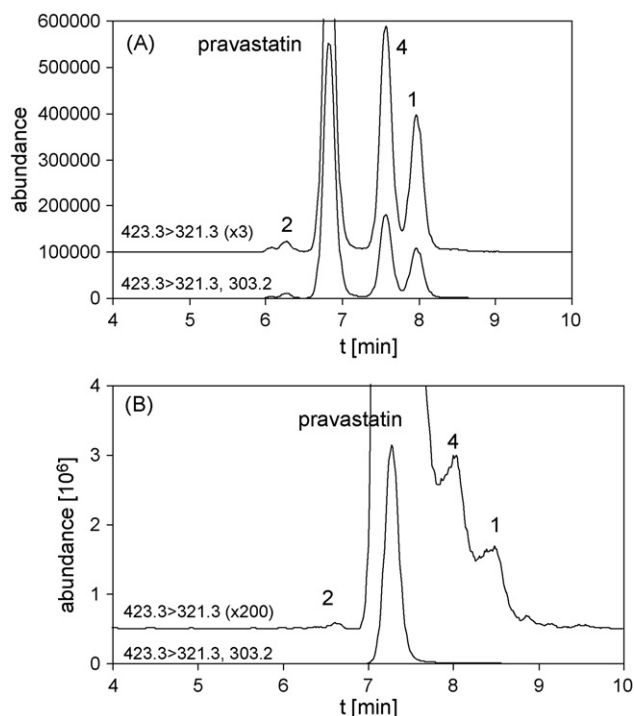 600000
(A)
pravastatin
4
500000
400000
1
abundance
300000
200000
2
423.3>321.3 (x3)
100000
423.3>321.3, 303.2
0
4 5 6 7 8 9 10
t [min]
4
(B)
pravastatin
3
4
abundance [10⁶]
2
1
2
423.3>321.3 (x200)
1
423.3>321.3, 303.2
0
4 5 6 7 8 9 10
t [min]